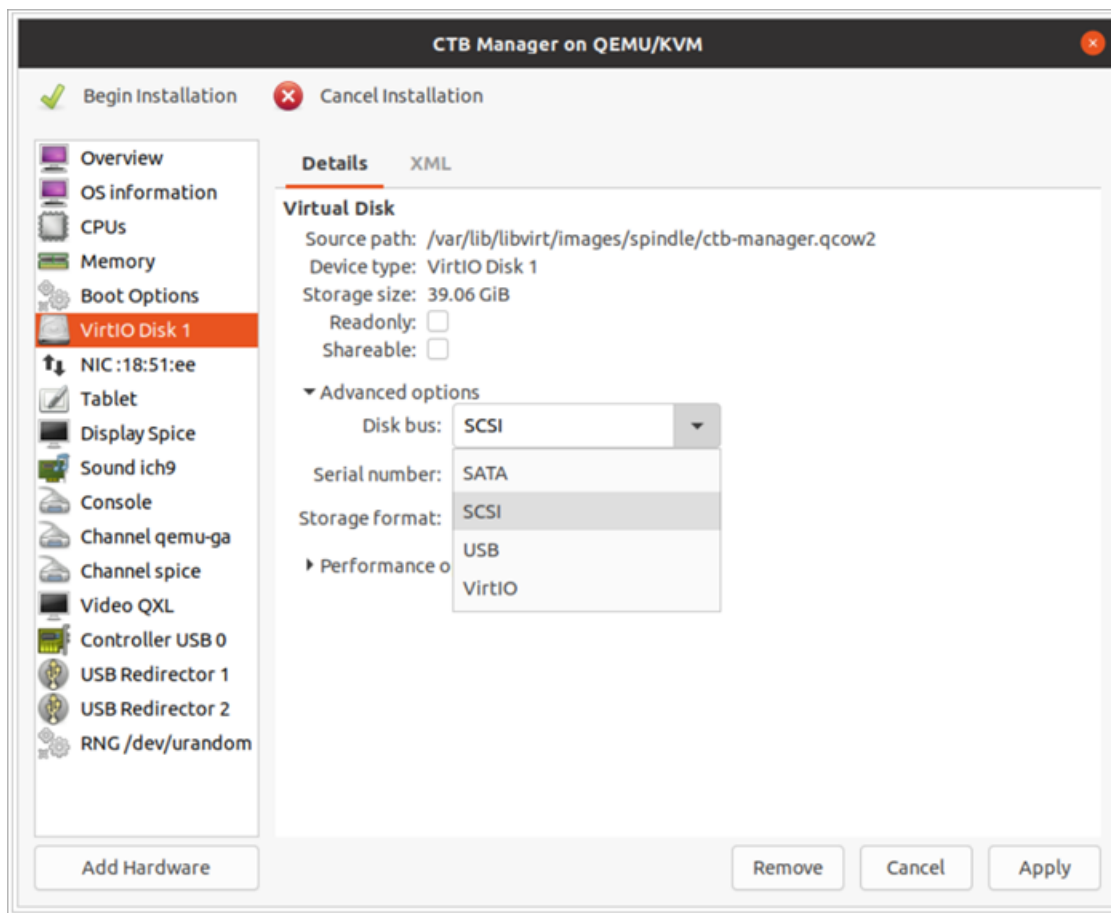 CTB Manager on QEMU/KVM
Begin Installation Cancel Installation
Overview
OS information
CPUs
Memory
Boot Options
VirtIO Disk 1
NIC :18:51:ee
Tablet
Display Spice
Sound ich9
Console
Channel qemu-ga
Channel spice
Video QXL
Controller USB 0
USB Redirector 1
USB Redirector 2
RNG /dev/urandom
Add Hardware
Details XML
Virtual Disk
Source path: /var/lib/libvirt/images/spindle/ctb-manager.qcow2
Device type: VirtIO Disk 1
Storage size: 39.06 GiB
Readonly:
Shareable:
Advanced options
Disk bus: SCSI
Serial number:
Storage format:
Performance o
SATA
SCSI
USB
VirtIO
Remove Cancel Apply